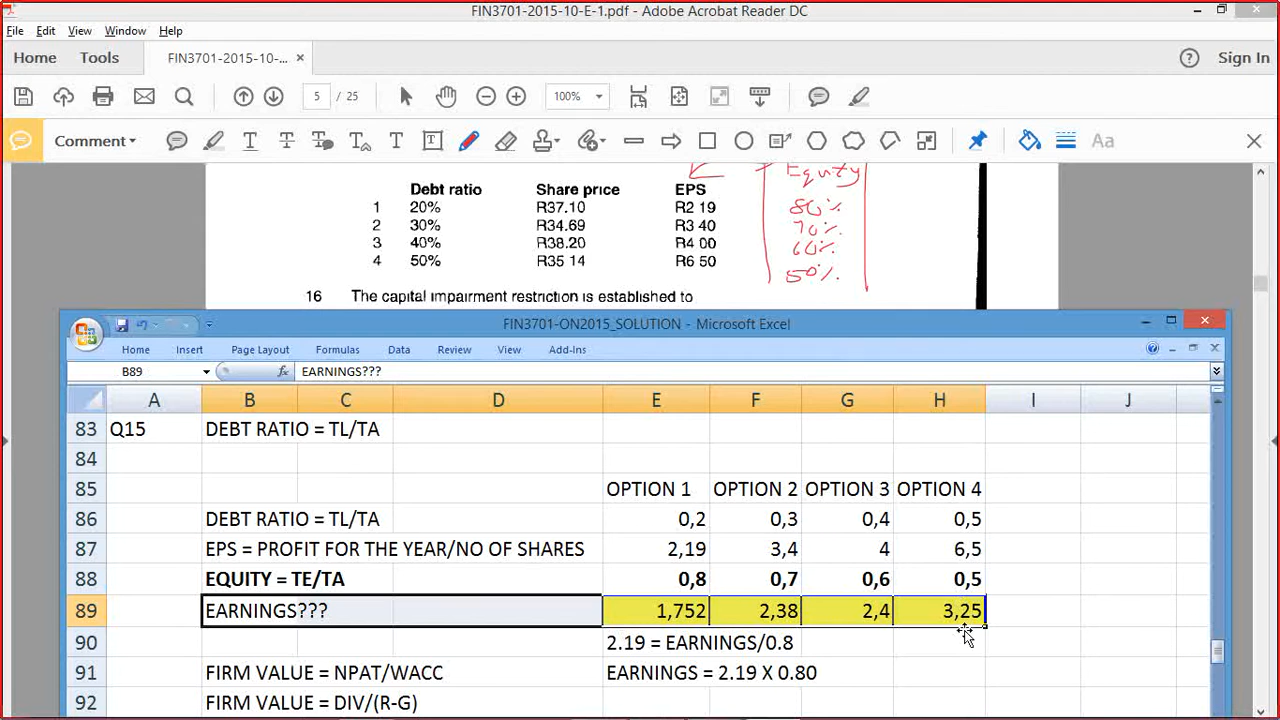 FIN3701-2015-10-E-1.pdf - Adobe Acrobat Reader DC
File Edit View Window Help
Home Tools FIN3701-2015-10-... × Sign In
5 / 25 100%
Comment Aa
Equity
Debt ratio Share price EPS
1 20% R37.10 R2 19 80%
2 30% R34.69 R3 40 70%
3 40% R38.20 R4 00 60%
4 50% R35 14 R6 50 50%
16 The capital impairment restriction is established to
FIN3701-ON2015_SOLUTION - Microsoft Excel
Home Insert Page Layout Formulas Data Review View Add-Ins
B89 fx EARNINGS???
A B C D E F G H I J
83 Q15 DEBT RATIO = TL/TA
84
85 OPTION 1 OPTION 2 OPTION 3 OPTION 4
86 DEBT RATIO = TL/TA 0,2 0,3 0,4 0,5
87 EPS = PROFIT FOR THE YEAR/NO OF SHARES 2,19 3,4 4 6,5
88 EQUITY = TE/TA 0,8 0,7 0,6 0,5
89 EARNINGS??? 1,752 2,38 2,4 3,25
90 2.19 = EARNINGS/0.8
91 FIRM VALUE = NPAT/WACC EARNINGS = 2.19 X 0.80
92 FIRM VALUE = DIV/(R-G)